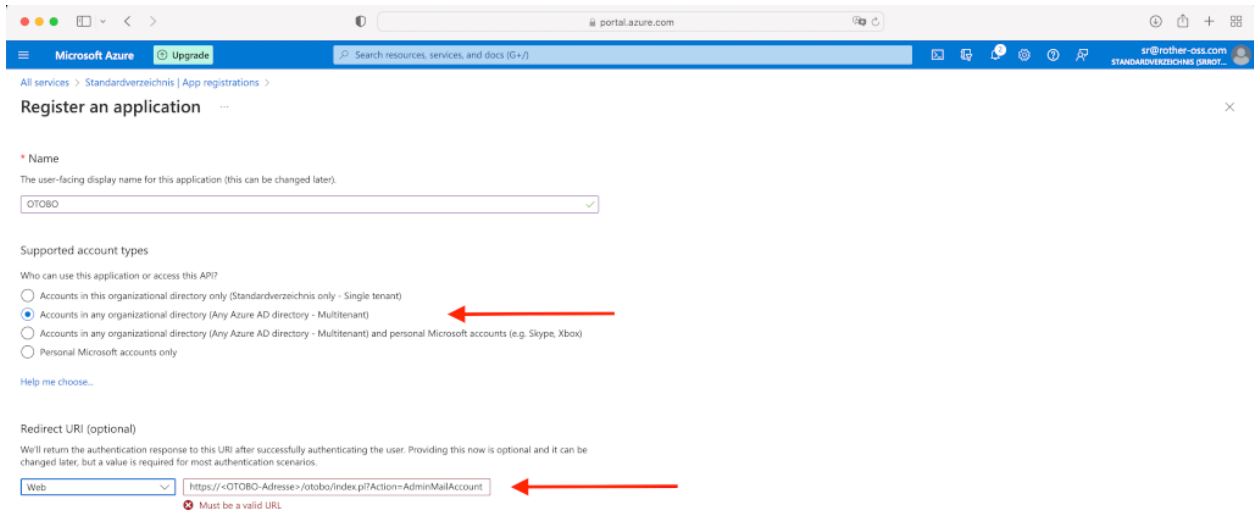 portal.azure.com
Microsoft Azure
Upgrade
Search resources, services, and docs (G+/)
2
sr@rother-oss.com
STANDARDVERZEICHNIS (SRROT...
All services > Standardverzeichnis | App registrations >
Register an application ...
* Name
The user-facing display name for this application (this can be changed later).
OTOBO
Supported account types
Who can use this application or access this API?
Accounts in this organizational directory only (Standardverzeichnis only - Single tenant)
Accounts in any organizational directory (Any Azure AD directory - Multitenant)
Accounts in any organizational directory (Any Azure AD directory - Multitenant) and personal Microsoft accounts (e.g. Skype, Xbox)
Personal Microsoft accounts only
Help me choose...
Redirect URI (optional)
We'll return the authentication response to this URI after successfully authenticating the user. Providing this now is optional and it can be
changed later, but a value is required for most authentication scenarios.
Web
https://<OTOBO-Adresse>/otobo/index.pl?Action=AdminMailAccount
Must be a valid URL